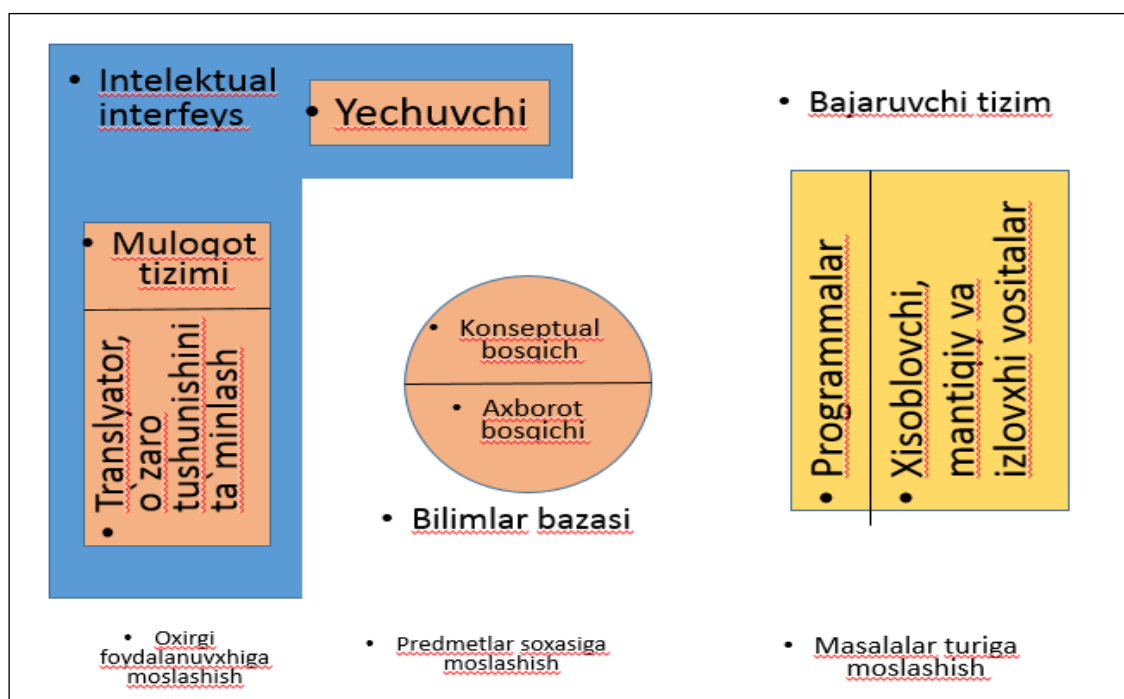 • Intelektual
interfeys
• Yechuvchi
• Bajaruvchi tizim
• Muloqot
tizimi
• Translyator,
o`zaro
tushunishini
ta`minlash
• Konseptual
bosqich
• Axborot
bosqichi
• Bilimlar bazasi
• Programmalar
• Xisoblovchi,
mantiqiy va
izlovxhi vositalar
• Oxirgi
foydalanuvxhiga
moslashish
• Predmetlar soxasiga
moslashish
• Masalalar turiga
moslashish